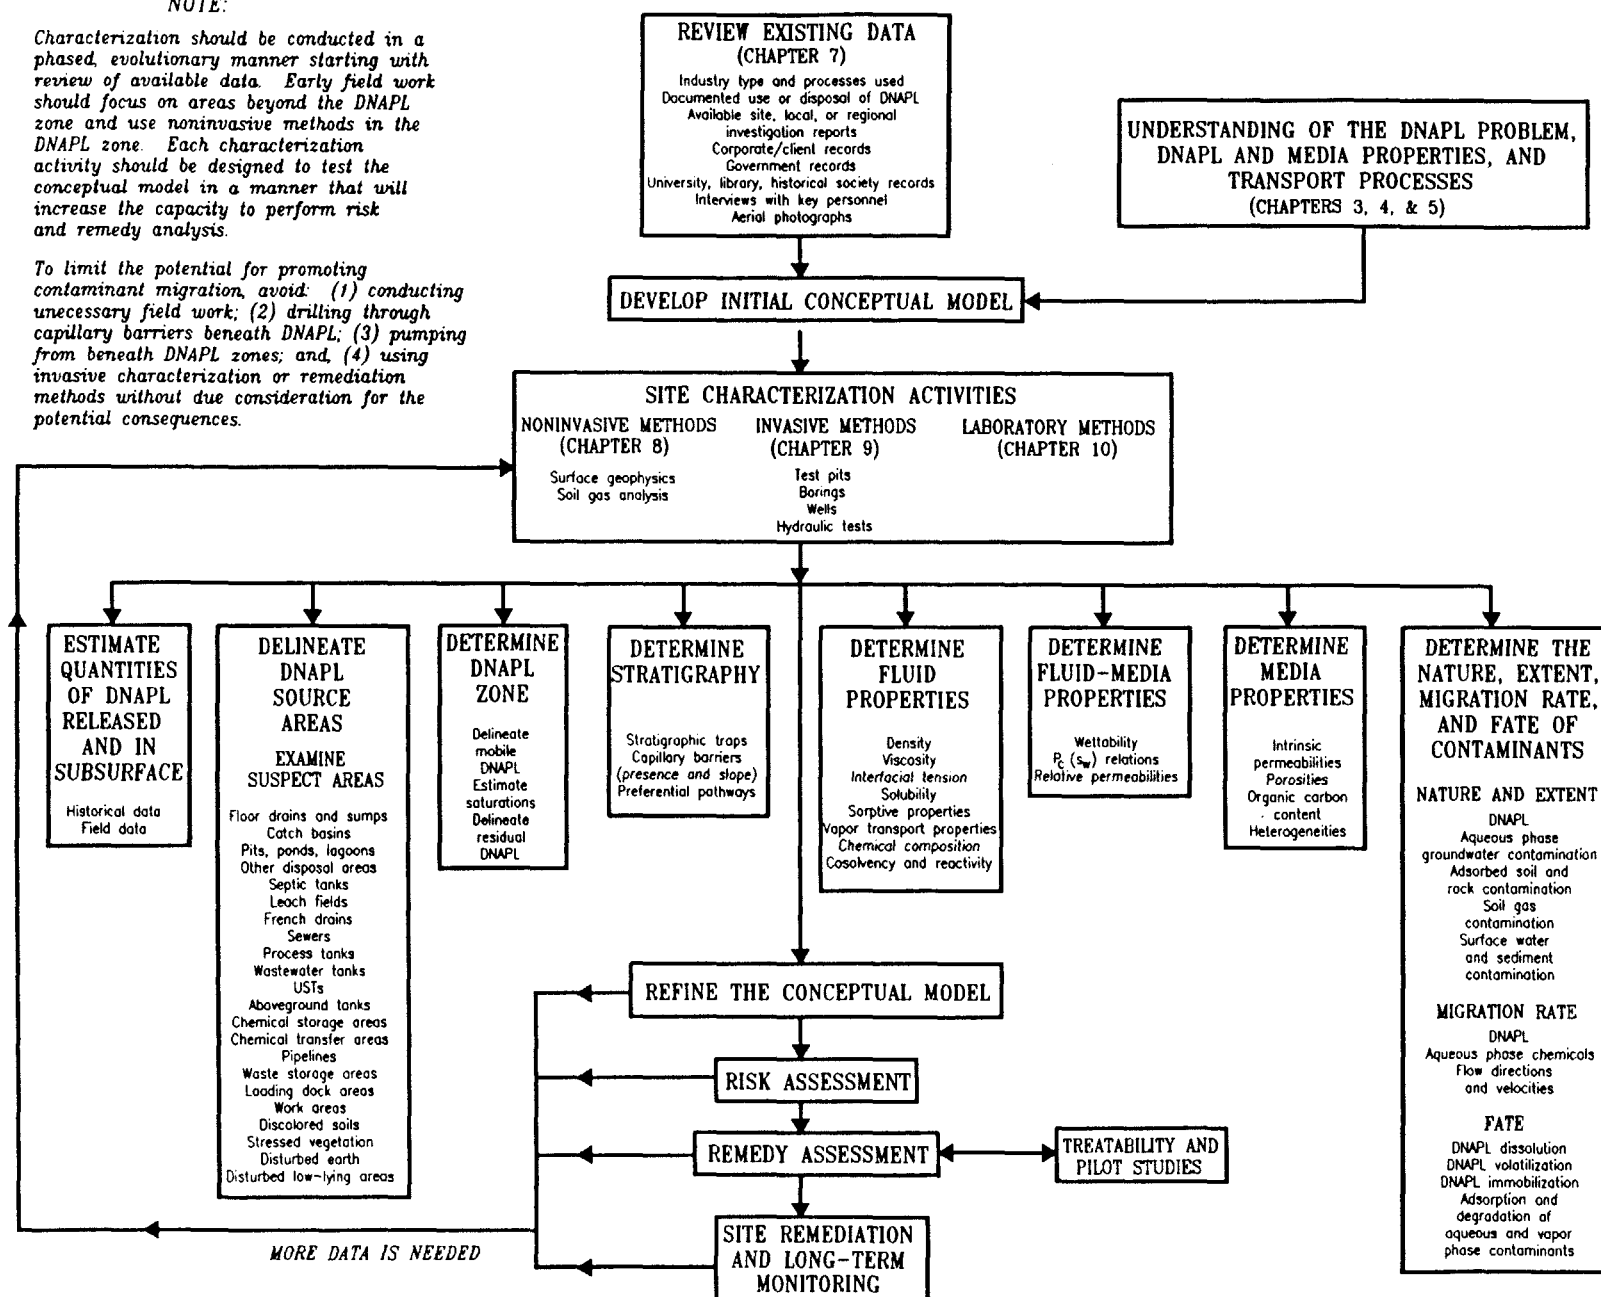 NOTE:
Characterization should be conducted in a
phased, evolutionary manner starting with
review of available data. Early field work
should focus on areas beyond the DNAPL
zone and use noninvasive methods in the
DNAPL zone. Each characterization
activity should be designed to test the
conceptual model in a manner that will
increase the capacity to perform risk
and remedy analysis.
To limit the potential for promoting
contaminant migration, avoid: (1) conducting
unecessary field work; (2) drilling through
capillary barriers beneath DNAPL; (3) pumping
from beneath DNAPL zones; and, (4) using
invasive characterization or remediation
methods without due consideration for the
potential consequences.
REVIEW EXISTING DATA
(CHAPTER 7)
Industry type and processes used
Documented use or disposal of DNAPL
Available site, local, or regional
investigation reports
Corporate/client records
Government records
University, library, historical society records
Interviews with key personnel
Aerial photographs
UNDERSTANDING OF THE DNAPL PROBLEM,
DNAPL AND MEDIA PROPERTIES, AND
TRANSPORT PROCESSES
(CHAPTERS 3, 4, & 5)
DEVELOP INITIAL CONCEPTUAL MODEL
SITE CHARACTERIZATION ACTIVITIES
NONINVASIVE METHODS
(CHAPTER 8)
Surface geophysics
Soil gas analysis
INVASIVE METHODS
(CHAPTER 9)
Test pits
Borings
Wells
Hydraulic tests
LABORATORY METHODS
(CHAPTER 10)
ESTIMATE
QUANTITIES
OF DNAPL
RELEASED
AND IN
SUBSURFACE
Historical data
Field data
DELINEATE
DNAPL
SOURCE
AREAS
EXAMINE
SUSPECT AREAS
Floor drains and sumps
Catch basins
Pits, ponds, lagoons
Other disposal areas
Septic tanks
Leach fields
French drains
Sewers
Process tanks
Wastewater tanks
USTs
Aboveground tanks
Chemical storage areas
Chemical transfer areas
Pipelines
Waste storage areas
Loading dock areas
Work areas
Discolored soils
Stressed vegetation
Disturbed earth
Disturbed low-lying areas
DETERMINE
DNAPL
ZONE
Delineate
mobile
DNAPL
Estimate
saturations
Delineate
residual
DNAPL
DETERMINE
STRATIGRAPHY
Stratigraphic traps
Capillary barriers
(presence and slope)
Preferential pathways
DETERMINE
FLUID
PROPERTIES
Density
Viscosity
Interfacial tension
Solubility
Sorptive properties
Vapor transport properties
Chemical composition
Cosolvency and reactivity
DETERMINE
FLUID-MEDIA
PROPERTIES
Wettability
Pc(sw) relations
Relative permeabilities
DETERMINE
MEDIA
PROPERTIES
Intrinsic
permeabilities
Porosities
Organic carbon
content
Heterogeneities
DETERMINE THE
NATURE, EXTENT,
MIGRATION RATE,
AND FATE OF
CONTAMINANTS
NATURE AND EXTENT
DNAPL
Aqueous phase
groundwater contamination
Adsorbed soil and
rock contamination
Soil gas
contamination
Surface water
and sediment
contamination
MIGRATION RATE
DNAPL
Aqueous phase chemicals
Flow directions
and velocities
FATE
DNAPL dissolution
DNAPL volatilization
DNAPL immobilization
Adsorption and
degradation of
aqueous and vapor
phase contaminants
REFINE THE CONCEPTUAL MODEL
RISK ASSESSMENT
REMEDY ASSESSMENT
TREATABILITY AND
PILOT STUDIES
SITE REMEDIATION
AND LONG-TERM
MONITORING
MORE DATA IS NEEDED